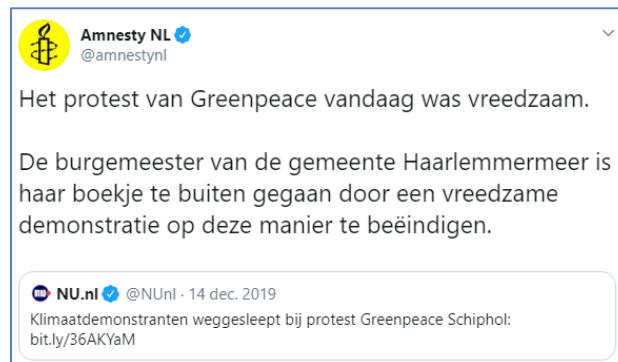 Amnesty NL
@amnestynl
Het protest van Greenpeace vandaag was vreedzaam.
De burgemeester van de gemeente Haarlemmermeer is
haar boekje te buiten gegaan door een vreedzame
demonstratie op deze manier te beëindigen.
NU.nl @NUnl · 14 dec. 2019
Klimaatdemonstranten weggesleept bij protest Greenpeace Schiphol:
bit.ly/36AKYaM